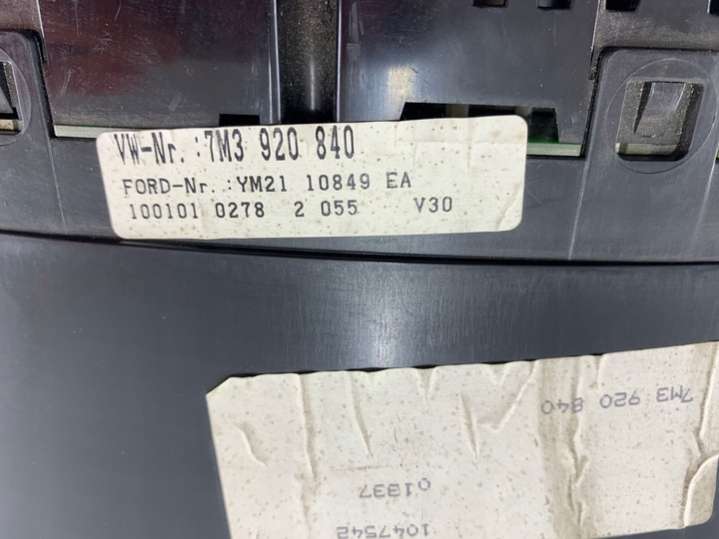 VW-Nr.:7M3 920 840
FORD-Nr.:YM21 10849 EA
100101 0278 2 055 V30
7M3 920 840
01337
1047542